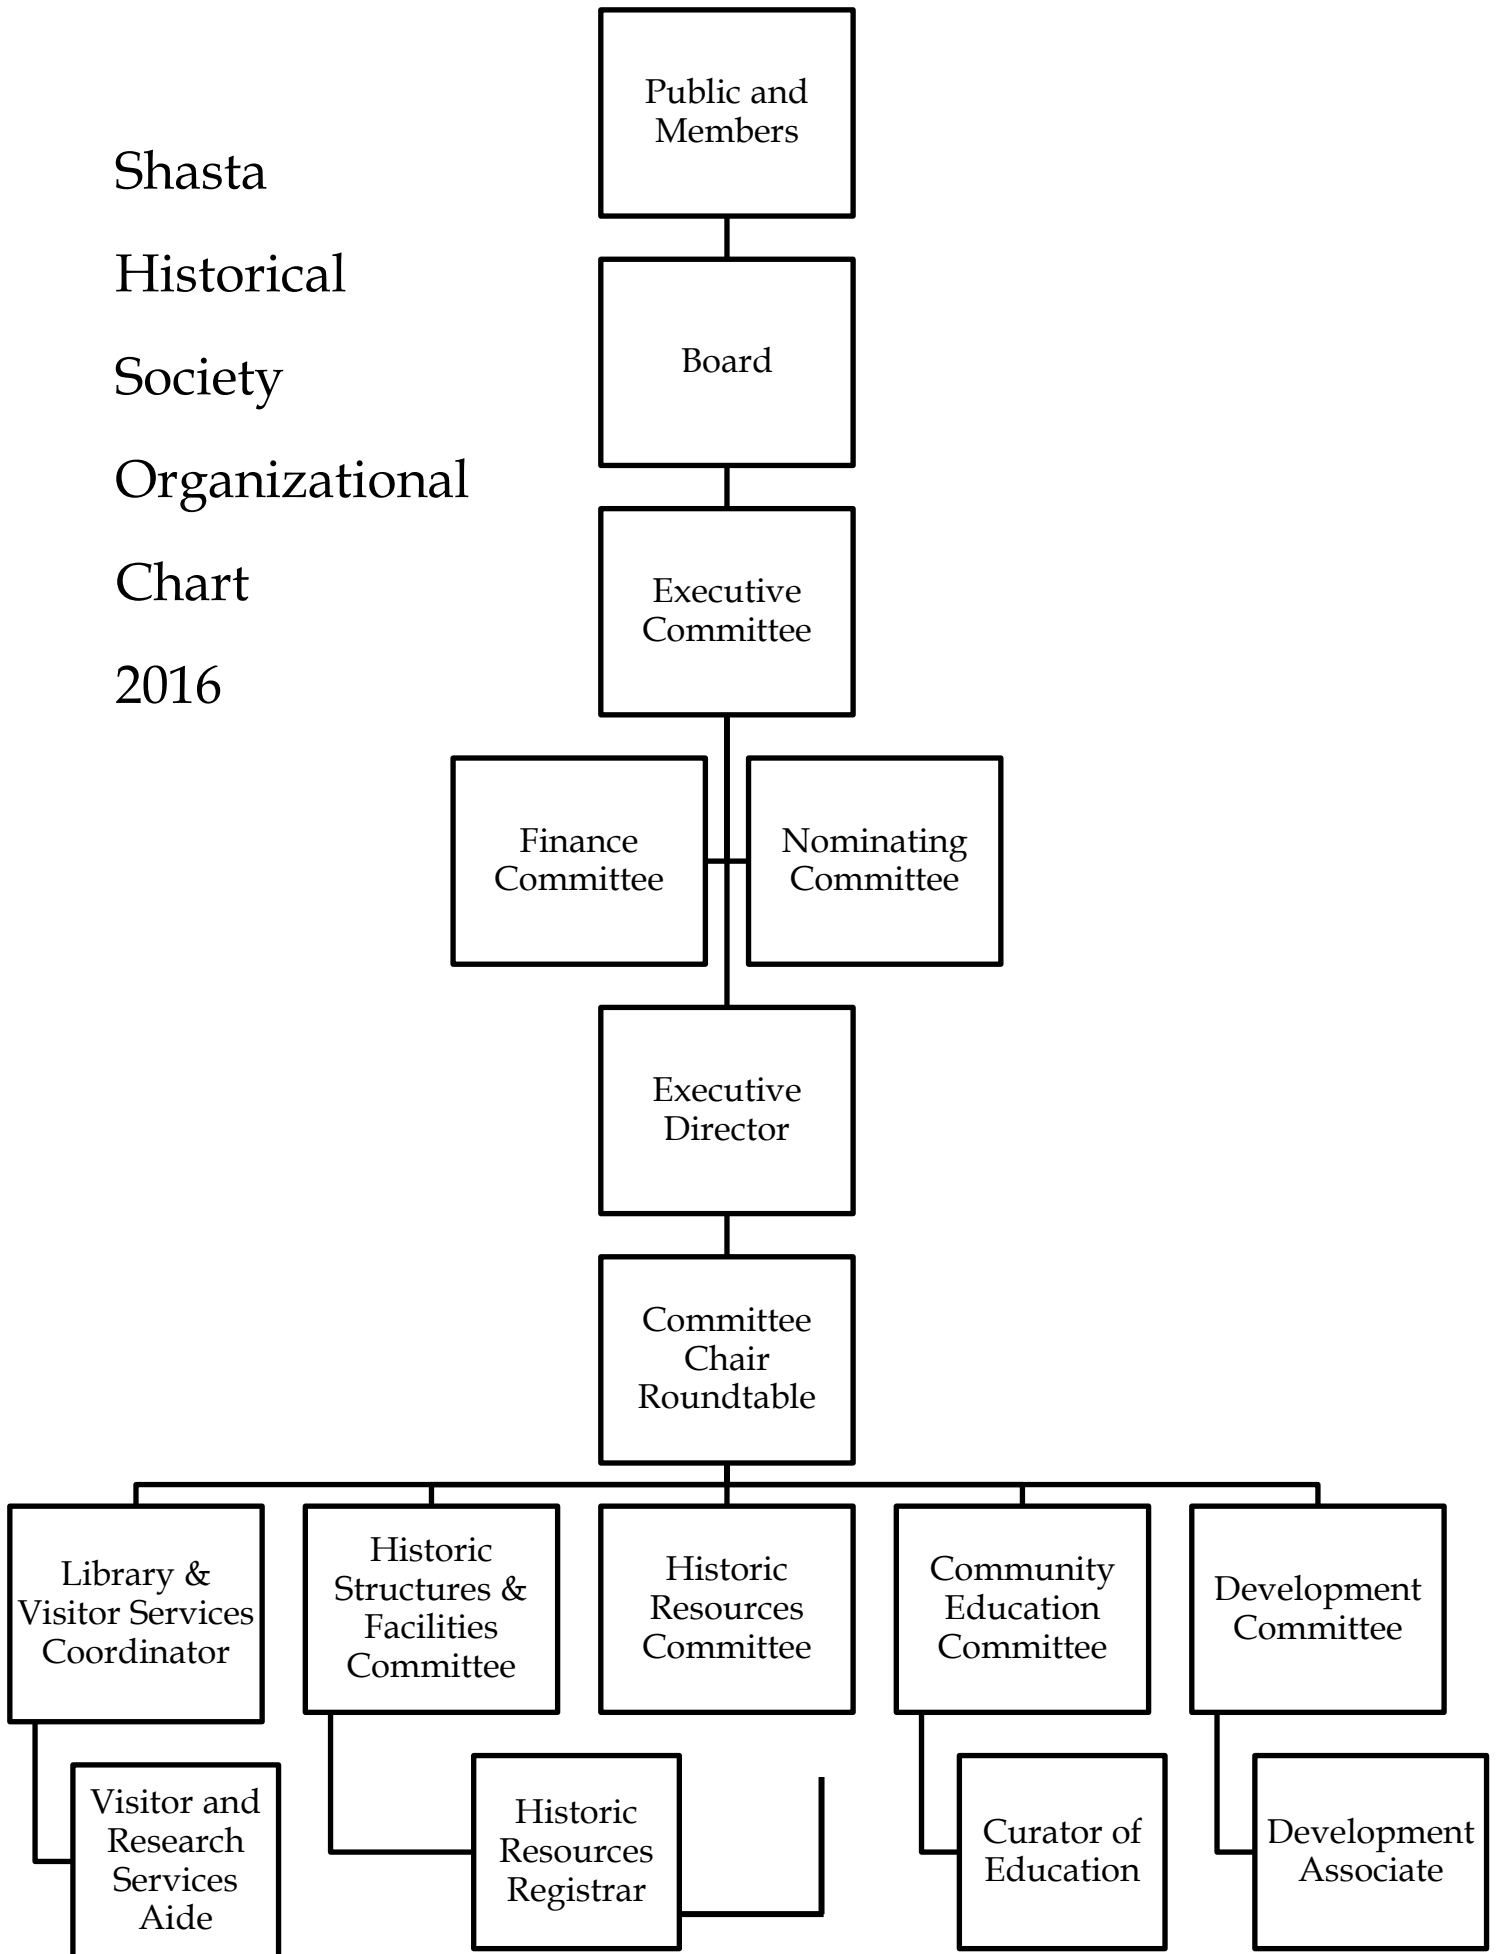 Public and
Members
Shasta
Historical
Society
Organizational
Chart
2016
Board
Executive
Committee
Finance
Committee
Nominating
Committee
Executive
Director
Committee
Chair
Roundtable
Library &
Visitor Services
Coordinator
Historic
Structures &
Facilities
Committee
Historic
Resources
Committee
Community
Education
Committee
Development
Committee
Visitor and
Research
Services
Aide
Historic
Resources
Registrar
Curator of
Education
Development
Associate